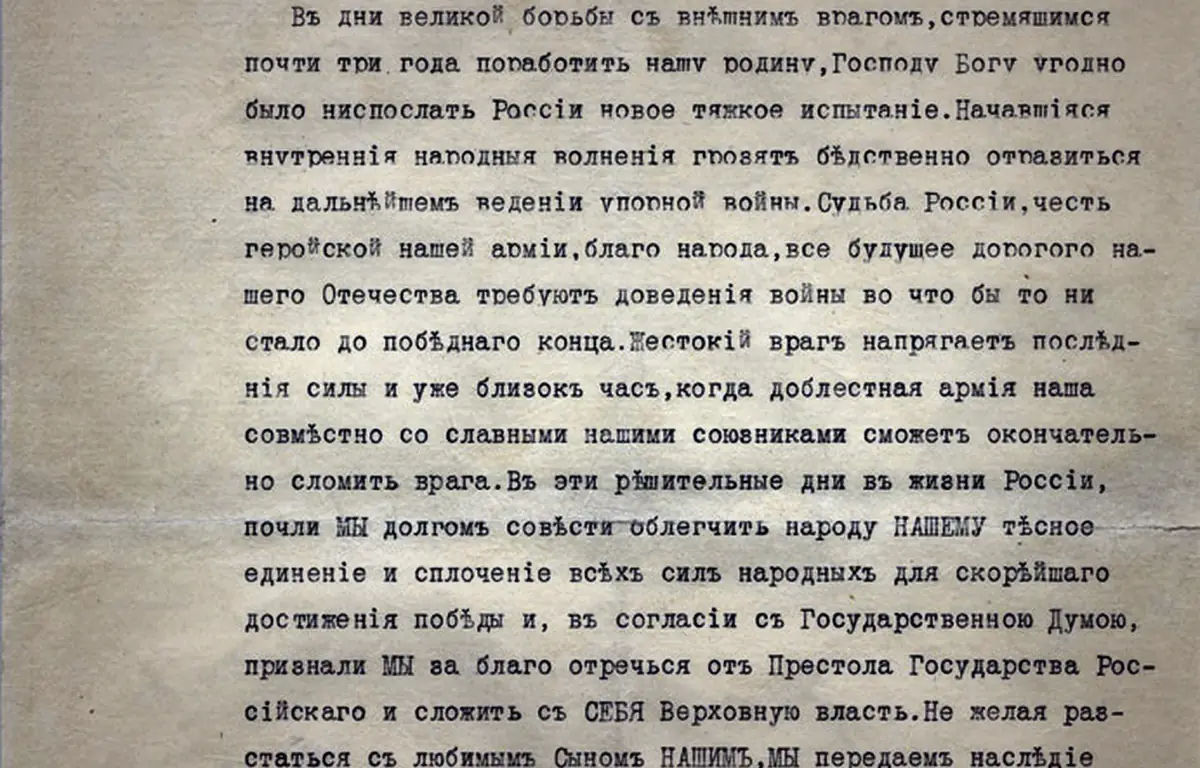 Въ дни великой борьбы съ внѣшнимъ врагомъ,стремящимся
почти три года поработить нашу родину,Господу Богу угодно
было ниспослать Россіи новое тяжкое испытаніе.Начавшіяся
внутреннія народныя волненія грозятъ бѣдственно отразиться
на дальнѣйшемъ веденіи упорной войны.Судьба Россіи,честь
геройской нашей арміи,благо народа,все будущее дорогого на-
шего Отечества требуютъ доведенія войны во что бы то ни
стало до побѣднаго конца.Жестокій врагъ напрягаетъ послѣд-
нія силы и уже близокъ часъ,когда доблестная армія наша
совмѣстно со славными нашими союзниками сможетъ окончатель-
но сломить врага.Въ эти рѣшительные дни въ жизни Россіи,
почли МЫ долгомъ совѣсти облегчить народу НАШЕМУ тѣсное
единеніе и сплоченіе всѣхъ силъ народныхъ для скорѣйшаго
достиженія побѣды и, въ согласіи съ Государственною Думою,
признали МЫ за благо отречься отъ Престола Государства Рос-
сійскаго и сложить съ СЕБЯ Верховную власть.Не желая раз-
статься съ любимымъ Сыномъ НАШИМЪ,МЫ передаемъ наслѣдіе